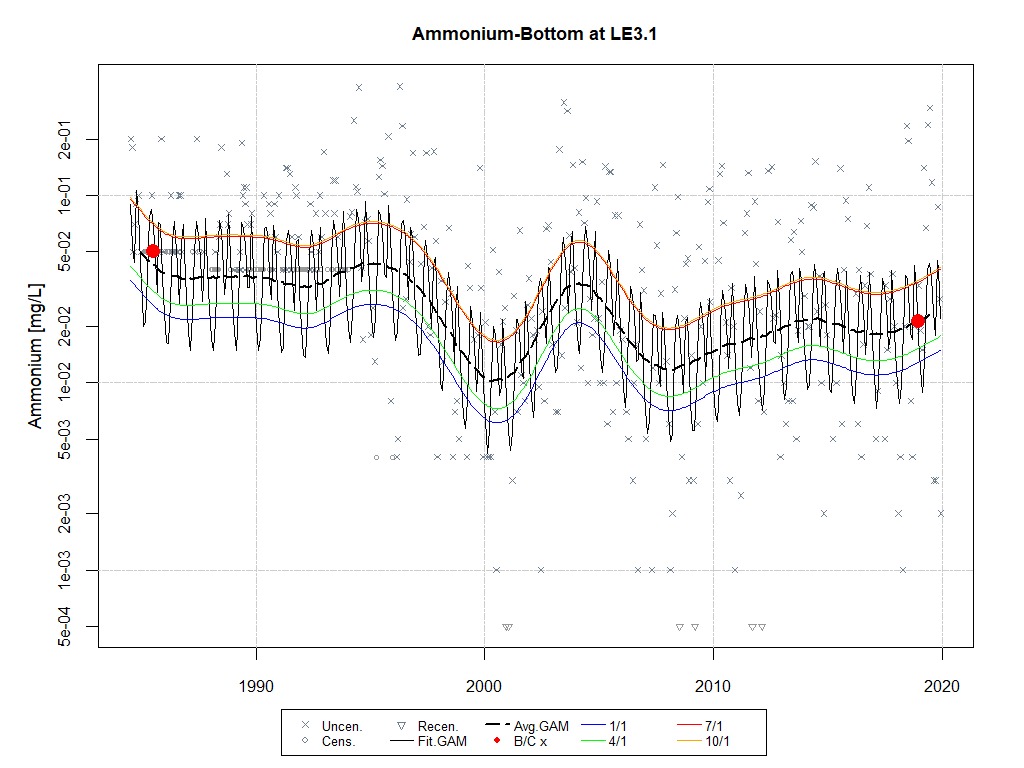 Ammonium-Bottom at LE3.1
Ammonium [mg/L]
2e-01
1e-01
5e-02
2e-02
1e-02
5e-03
2e-03
1e-03
5e-04
1990 2000 2010 2020
Uncen. Recen. Avg.GAM 1/1 7/1
Cens. Fit.GAM B/C x 4/1 10/1